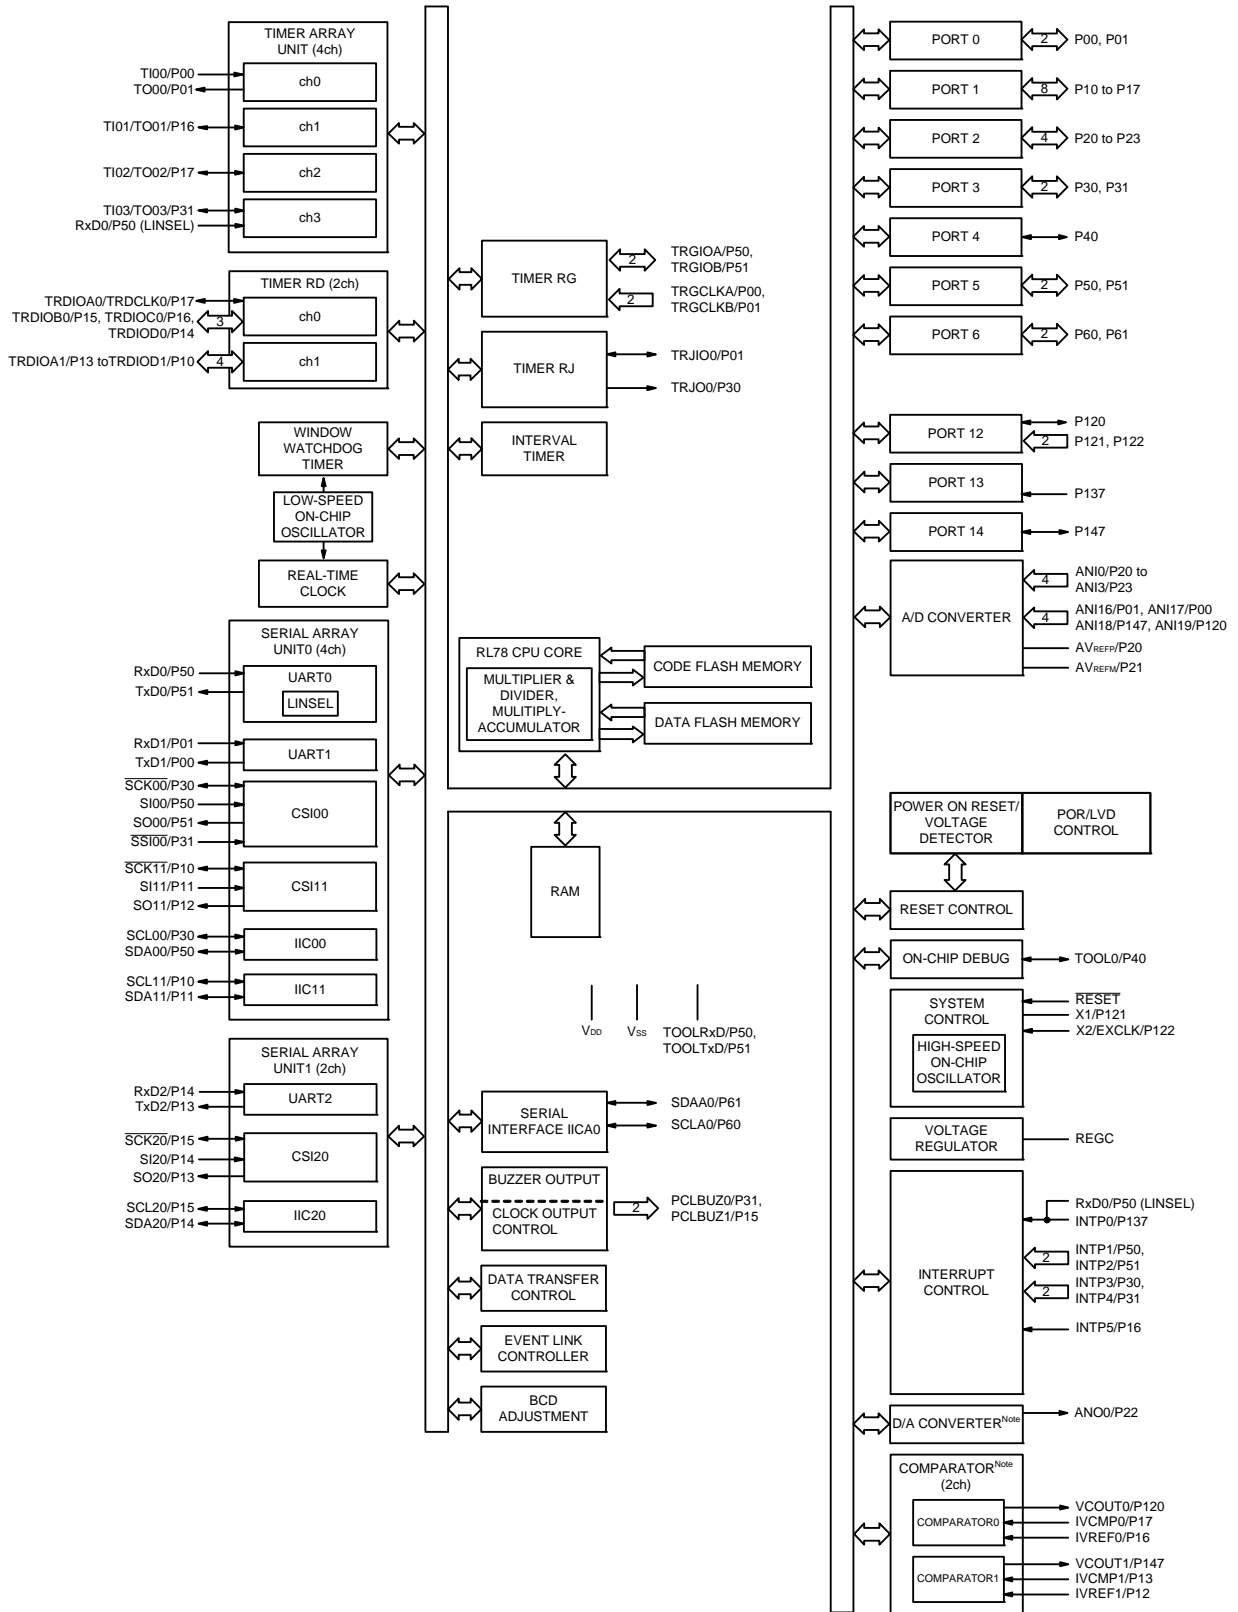 TIMER ARRAY
UNIT (4ch)
TI00/P00
TO00/P01
ch0
TI01/TO01/P16
ch1
TI02/TO02/P17
ch2
TI03/TO03/P31
RxD0/P50 (LINSEL)
ch3
TIMER RD (2ch)
TRDIOA0/TRDCLK0/P17
TRDIOB0/P15, TRDIOC0/P16,
TRDIOD0/P14
3
ch0
TRDIOA1/P13 toTRDIOD1/P10
4
ch1
WINDOW
WATCHDOG
TIMER
LOW-SPEED
ON-CHIP
OSCILLATOR
REAL-TIME
CLOCK
SERIAL ARRAY
UNIT0 (4ch)
RxD0/P50
TxD0/P51
UART0
LINSEL
RxD1/P01
TxD1/P00
UART1
SCK00/P30
SI00/P50
SO00/P51
SSI00/P31
CSI00
SCK11/P10
SI11/P11
SO11/P12
CSI11
SCL00/P30
SDA00/P50
IIC00
SCL11/P10
SDA11/P11
IIC11
SERIAL ARRAY
UNIT1 (2ch)
RxD2/P14
TxD2/P13
UART2
SCK20/P15
SI20/P14
SO20/P13
CSI20
SCL20/P15
SDA20/P14
IIC20
TIMER RG
2
TRGIOA/P50,
TRGIOB/P51
2
TRGCLKA/P00,
TRGCLKB/P01
TIMER RJ
TRJIO0/P01
TRJO0/P30
INTERVAL
TIMER
RL78 CPU CORE
MULTIPLIER &
DIVIDER,
MULITIPLY-
ACCUMULATOR
CODE FLASH MEMORY
DATA FLASH MEMORY
RAM
VDD
VSS
TOOLRxD/P50,
TOOLTxD/P51
SERIAL
INTERFACE IICA0
SDAA0/P61
SCLA0/P60
BUZZER OUTPUT
CLOCK OUTPUT
CONTROL
2
PCLBUZ0/P31,
PCLBUZ1/P15
DATA TRANSFER
CONTROL
EVENT LINK
CONTROLLER
BCD
ADJUSTMENT
PORT 0
2
P00, P01
PORT 1
8
P10 to P17
PORT 2
4
P20 to P23
PORT 3
2
P30, P31
PORT 4
P40
PORT 5
2
P50, P51
PORT 6
2
P60, P61
PORT 12
P120
2
P121, P122
PORT 13
P137
PORT 14
P147
A/D CONVERTER
4
ANI0/P20 to
ANI3/P23
4
ANI16/P01, ANI17/P00
ANI18/P147, ANI19/P120
AVREFP/P20
AVREFM/P21
POWER ON RESET/
VOLTAGE
DETECTOR
POR/LVD
CONTROL
RESET CONTROL
ON-CHIP DEBUG
TOOL0/P40
SYSTEM
CONTROL
HIGH-SPEED
ON-CHIP
OSCILLATOR
RESET
X1/P121
X2/EXCLK/P122
VOLTAGE
REGULATOR
REGC
INTERRUPT
CONTROL
RxD0/P50 (LINSEL)
INTP0/P137
2
INTP1/P50,
INTP2/P51
2
INTP3/P30,
INTP4/P31
INTP5/P16
D/A CONVERTERNote
ANO0/P22
COMPARATORNote
(2ch)
COMPARATOR0
VCOUT0/P120
IVCMP0/P17
IVREF0/P16
COMPARATOR1
VCOUT1/P147
IVCMP1/P13
IVREF1/P12